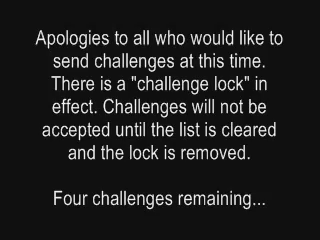 Apologies to all who would like to
send challenges at this time.
There is a "challenge lock" in
effect. Challenges will not be
accepted until the list is cleared
and the lock is removed.
Four challenges remaining...